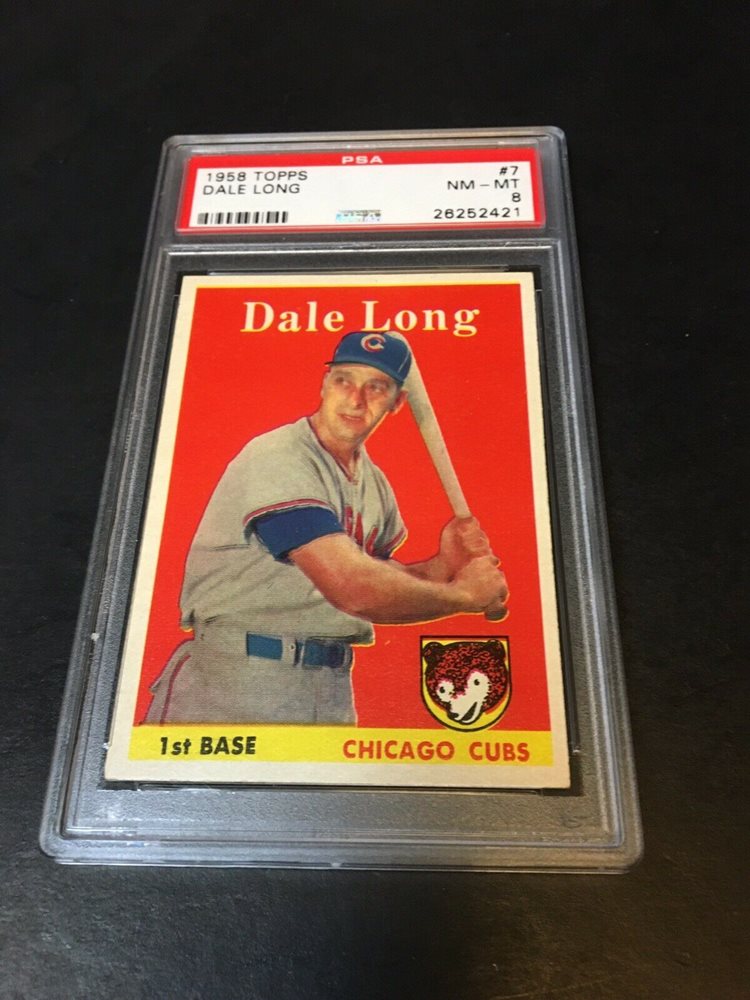 PSA
1958 TOPPS #7
DALE LONG NM - MT
8
26252421
Dale Long
C
1st BASE CHICAGO CUBS